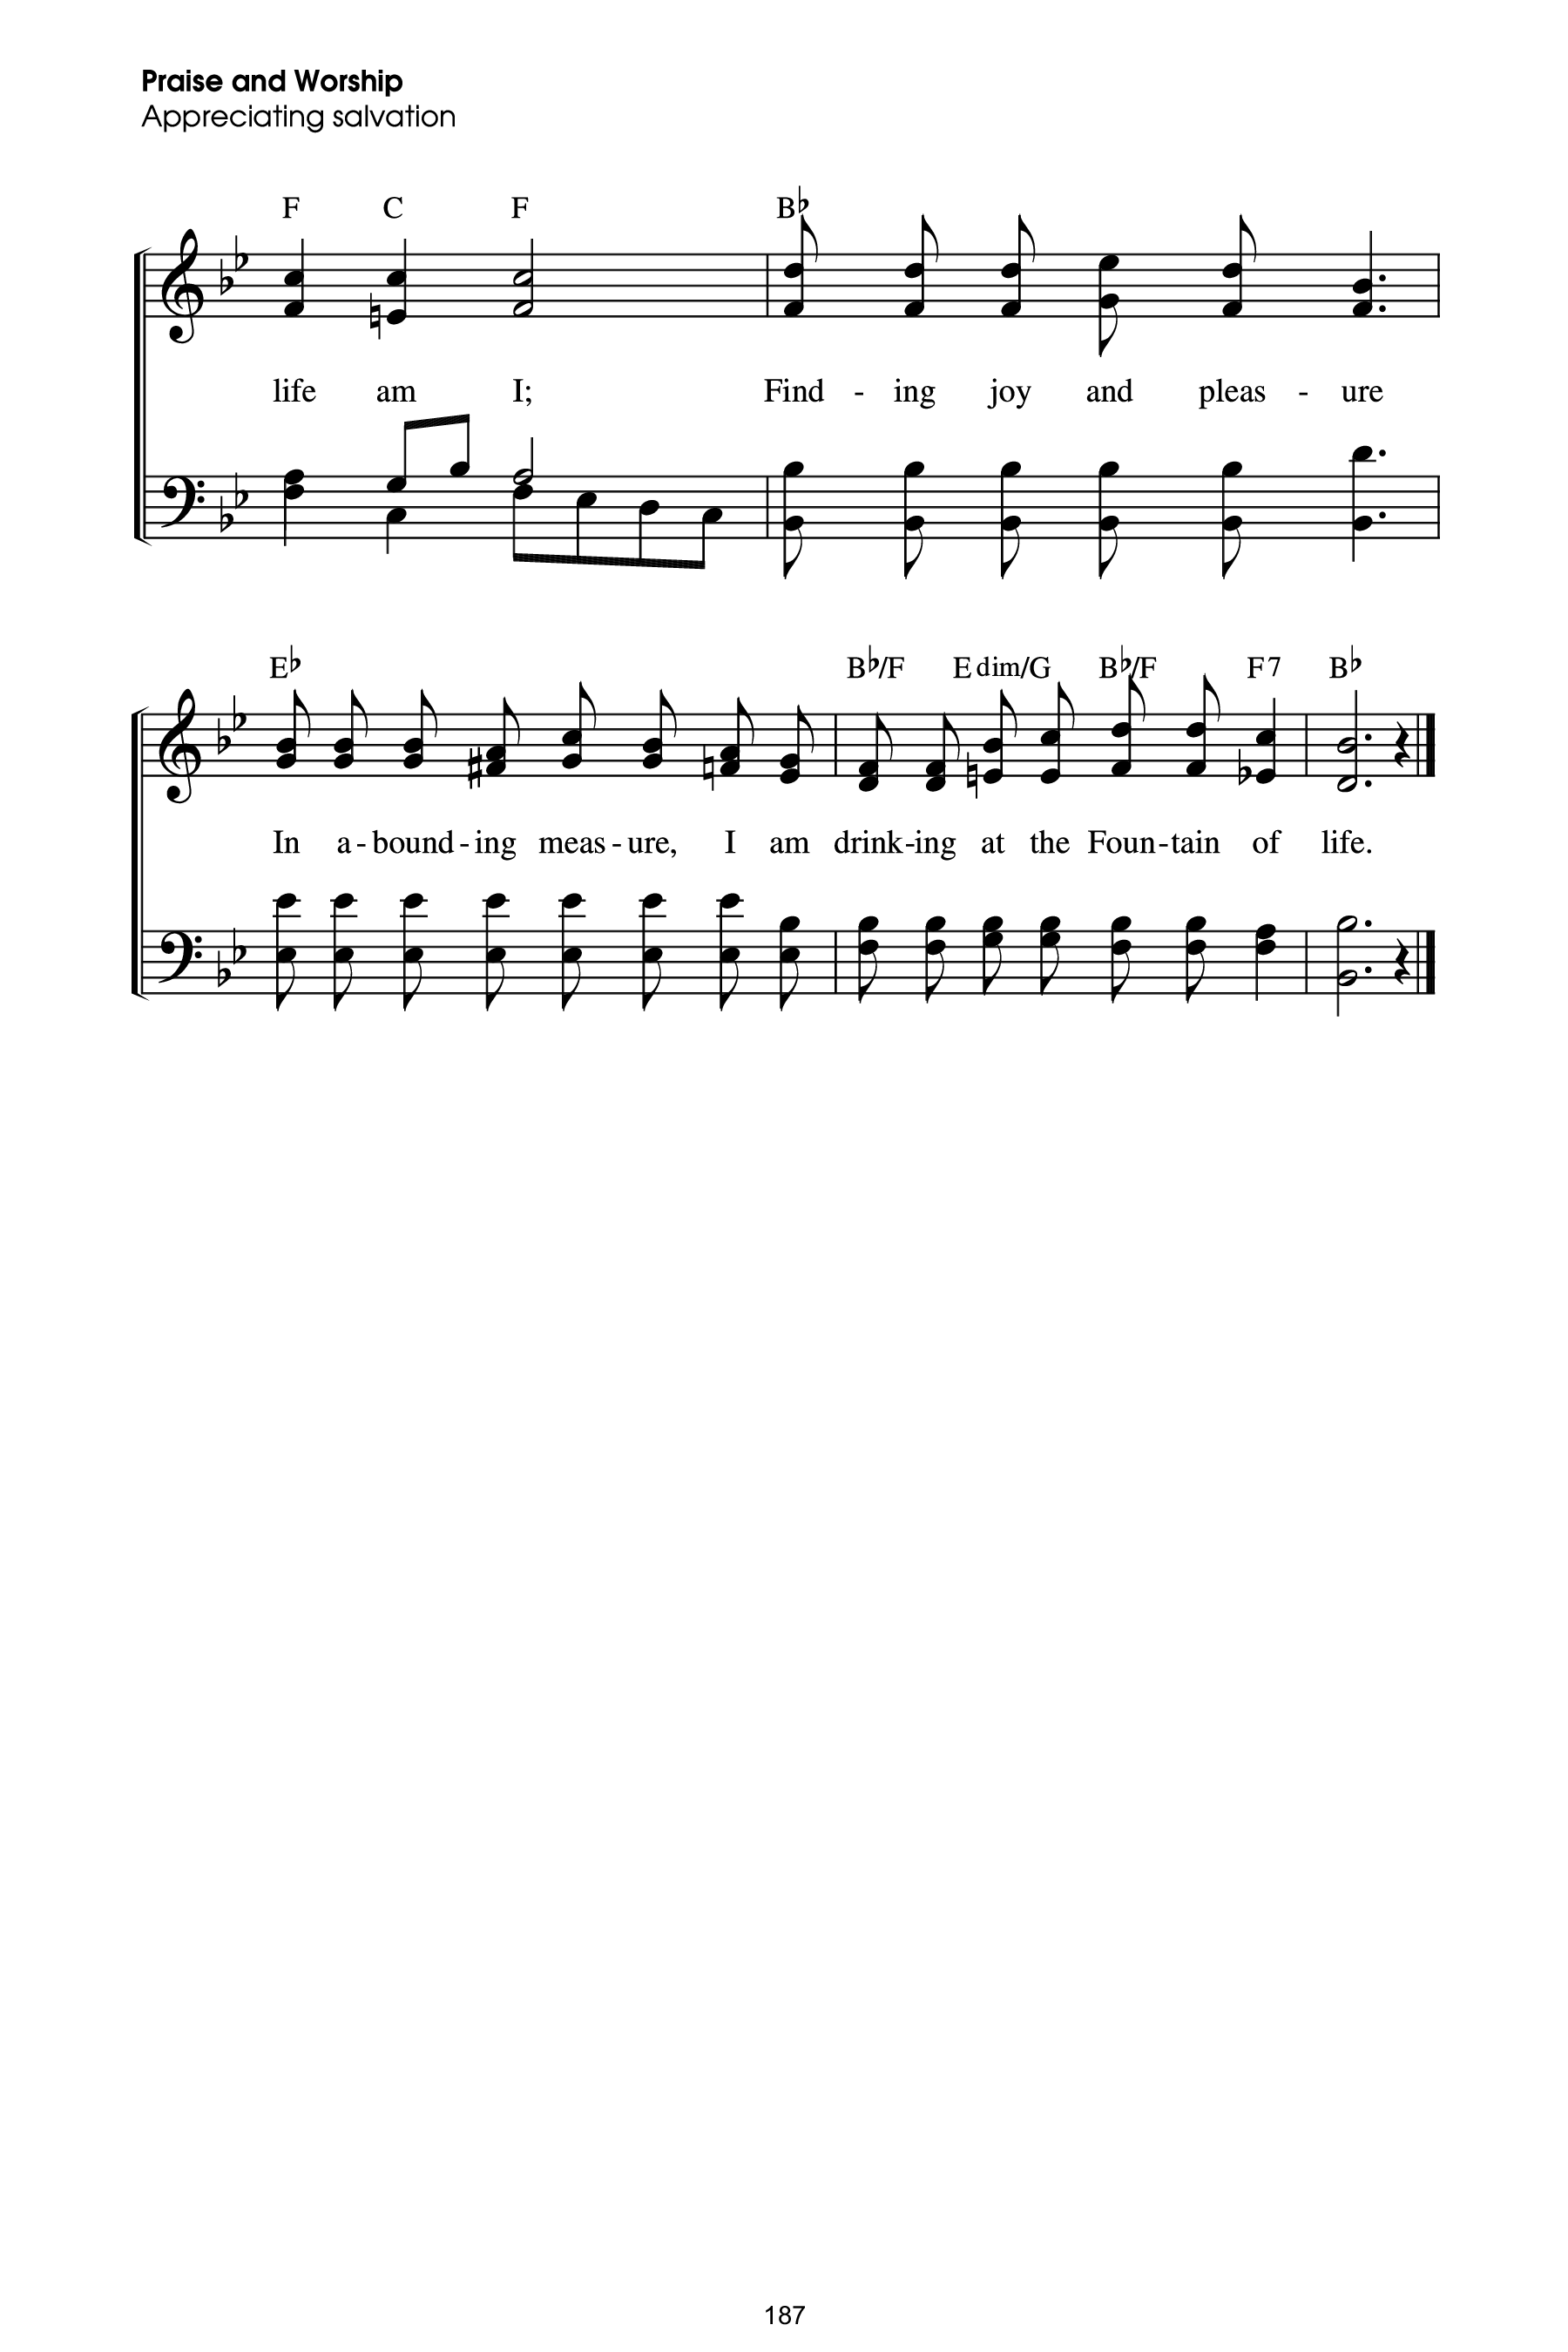 Praise and Worship
Appreciating salvation
F C F B♭
life am I; Find - ing joy and pleas - ure
E♭ B♭/F E dim/G B♭/F F7 B♭
In a - bound - ing meas - ure, I am drink - ing at the Foun - tain of life.
187